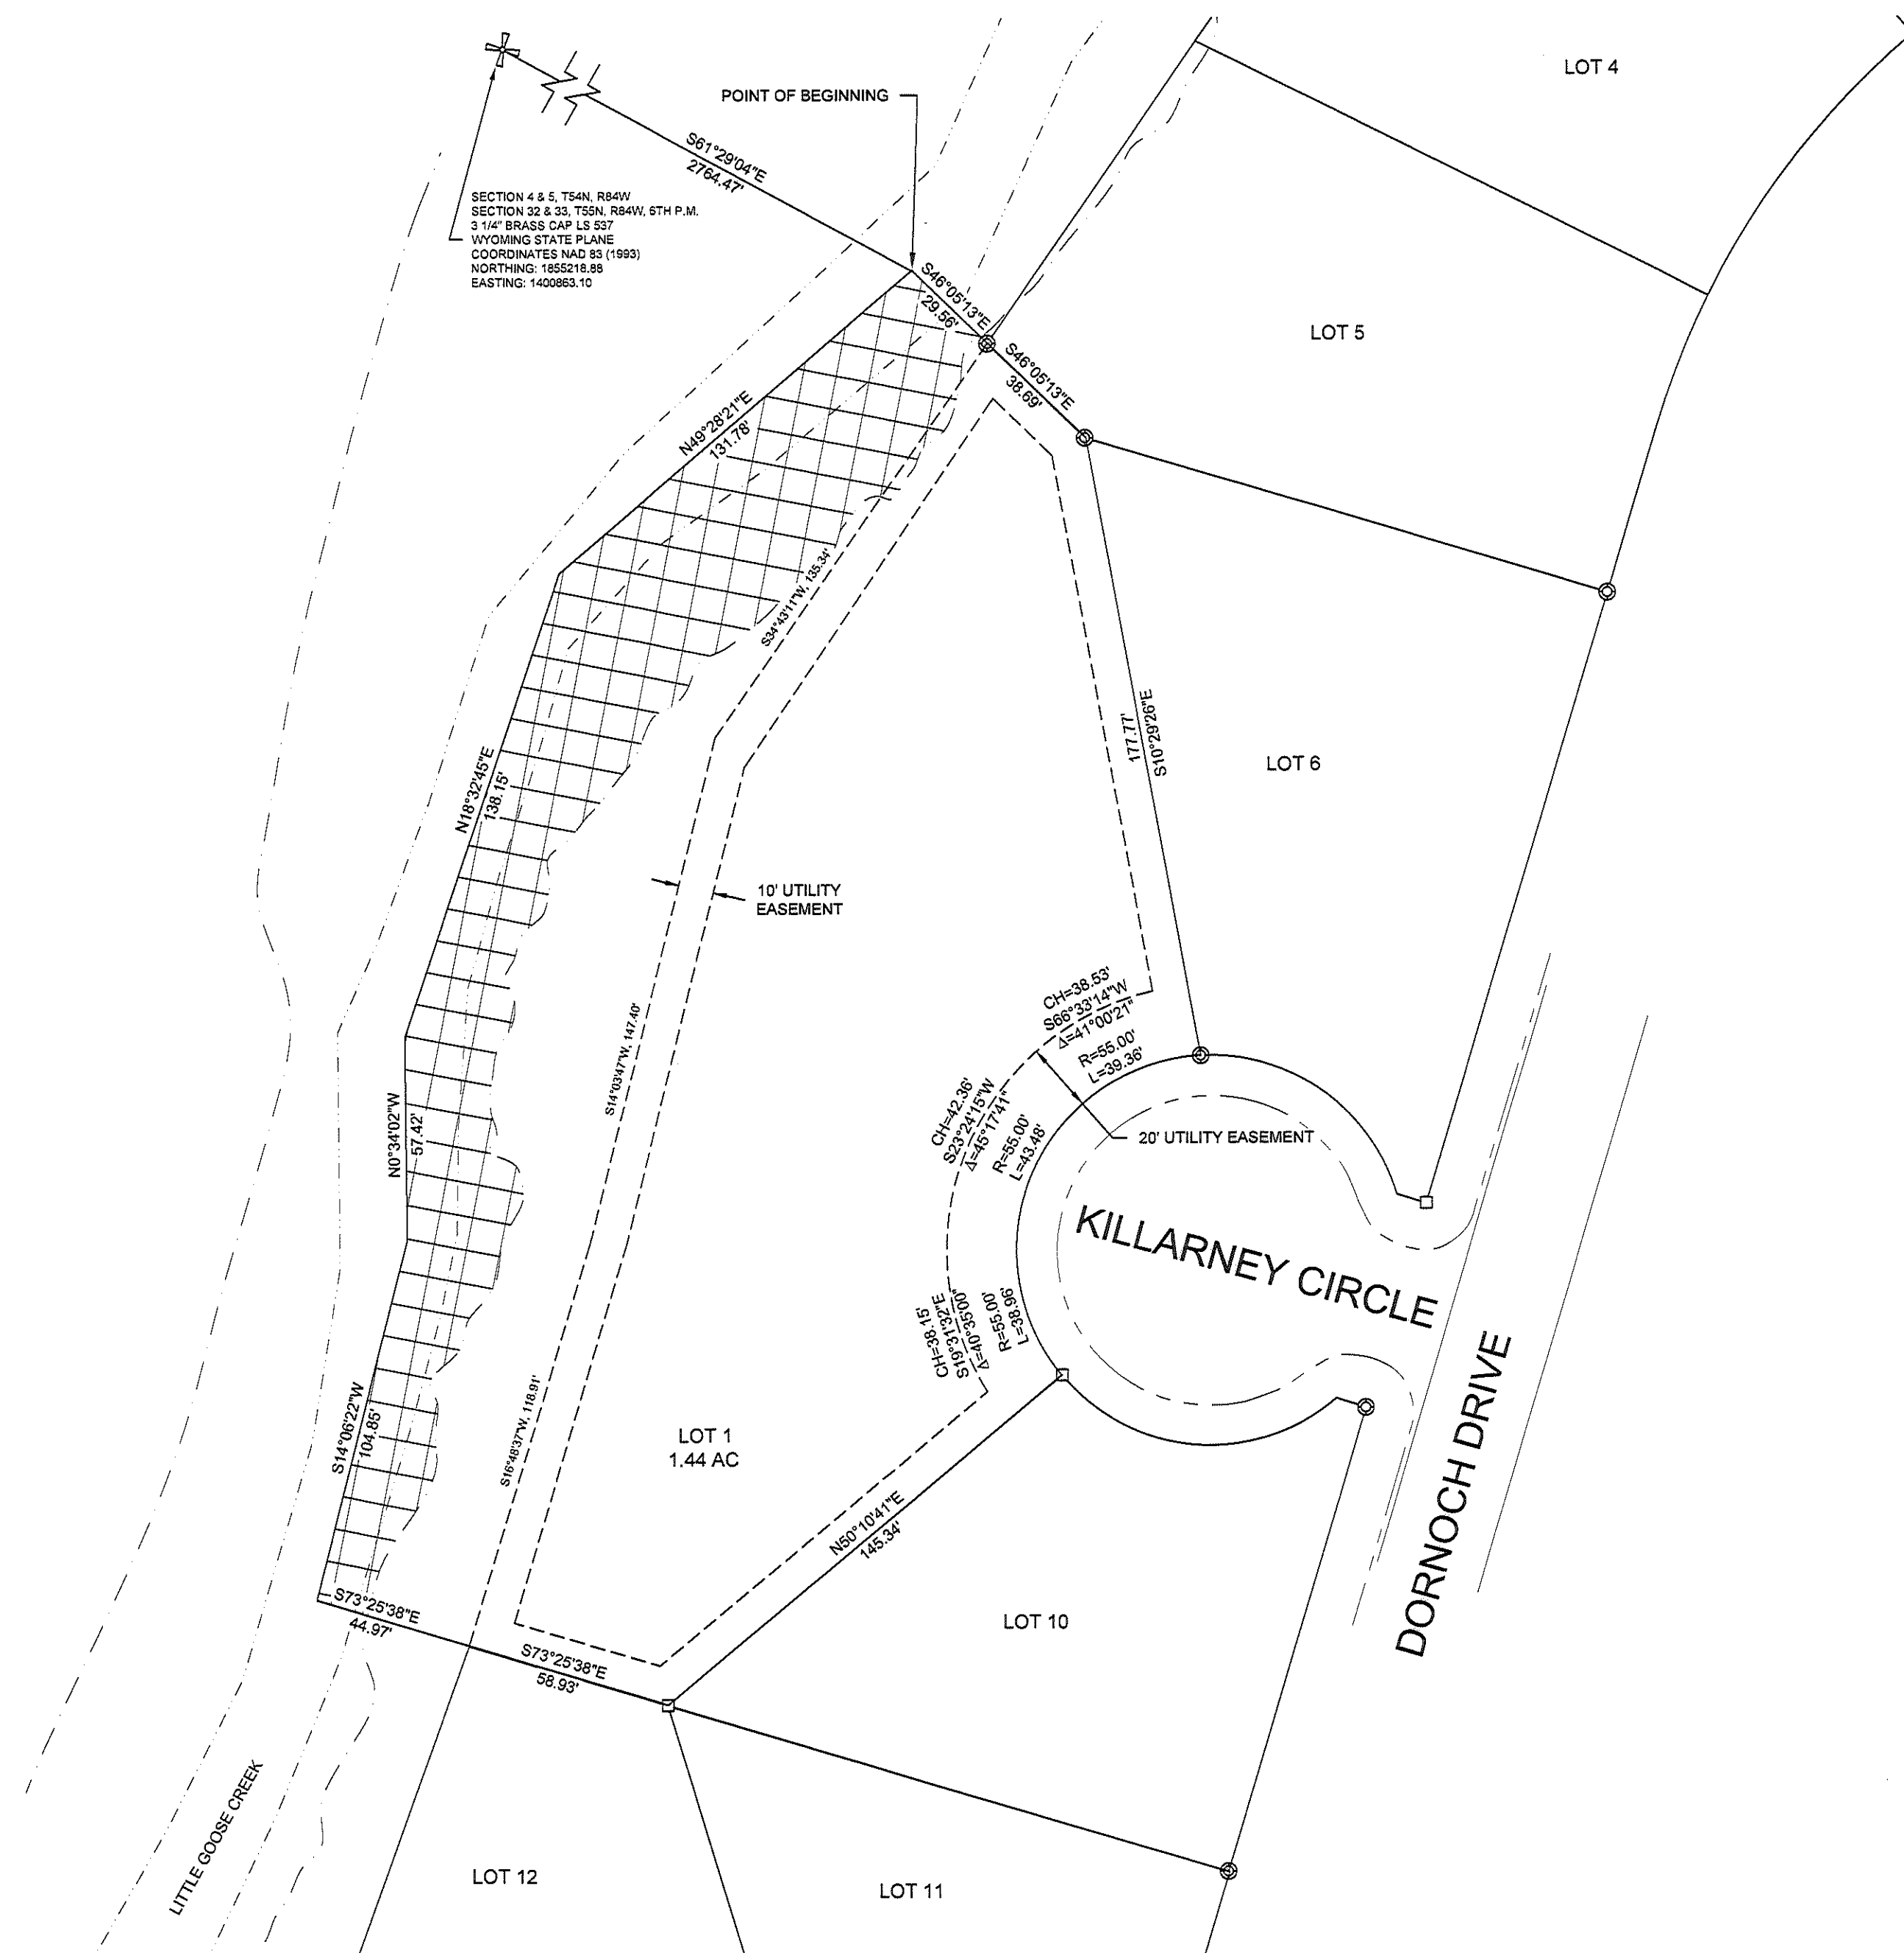 LOT 4
POINT OF BEGINNING
S61°29'04"E
2764.47'
SECTION 4 & 5, T54N, R84W
SECTION 32 & 33, T55N, R84W, 6TH P.M.
3 1/4" BRASS CAP LS 537
WYOMING STATE PLANE
COORDINATES NAD 83 (1993)
NORTHING: 1855218.88
EASTING: 1400863.10
S46°05'13"E
29.56'
LOT 5
S46°05'13"E
38.69'
N49°28'21"E
131.78'
S34°43'11"W, 135.34'
177.77'
S10°29'26"E
LOT 6
N18°32'45"E
138.15'
10' UTILITY
EASEMENT
CH=38.53'
S66°33'14"W
Δ=41°00'21"
R=55.00'
L=39.36'
S14°03'47"W, 147.40'
CH=42.36'
S23°24'15"W
Δ=45°17'41"
R=55.00'
L=43.48'
N0°34'02"W
57.42'
20' UTILITY EASEMENT
KILLARNEY CIRCLE
CH=38.15'
S19°31'32"E
Δ=40°35'00"
R=55.00'
L=38.96'
DORNOCH DRIVE
S14°06'22"W
104.85'
S16°48'37"W, 118.91'
LOT 1
1.44 AC
N50°10'41"E
145.34'
S73°25'38"E
44.97'
S73°25'38"E
58.93'
LOT 10
LITTLE GOOSE CREEK
LOT 12
LOT 11